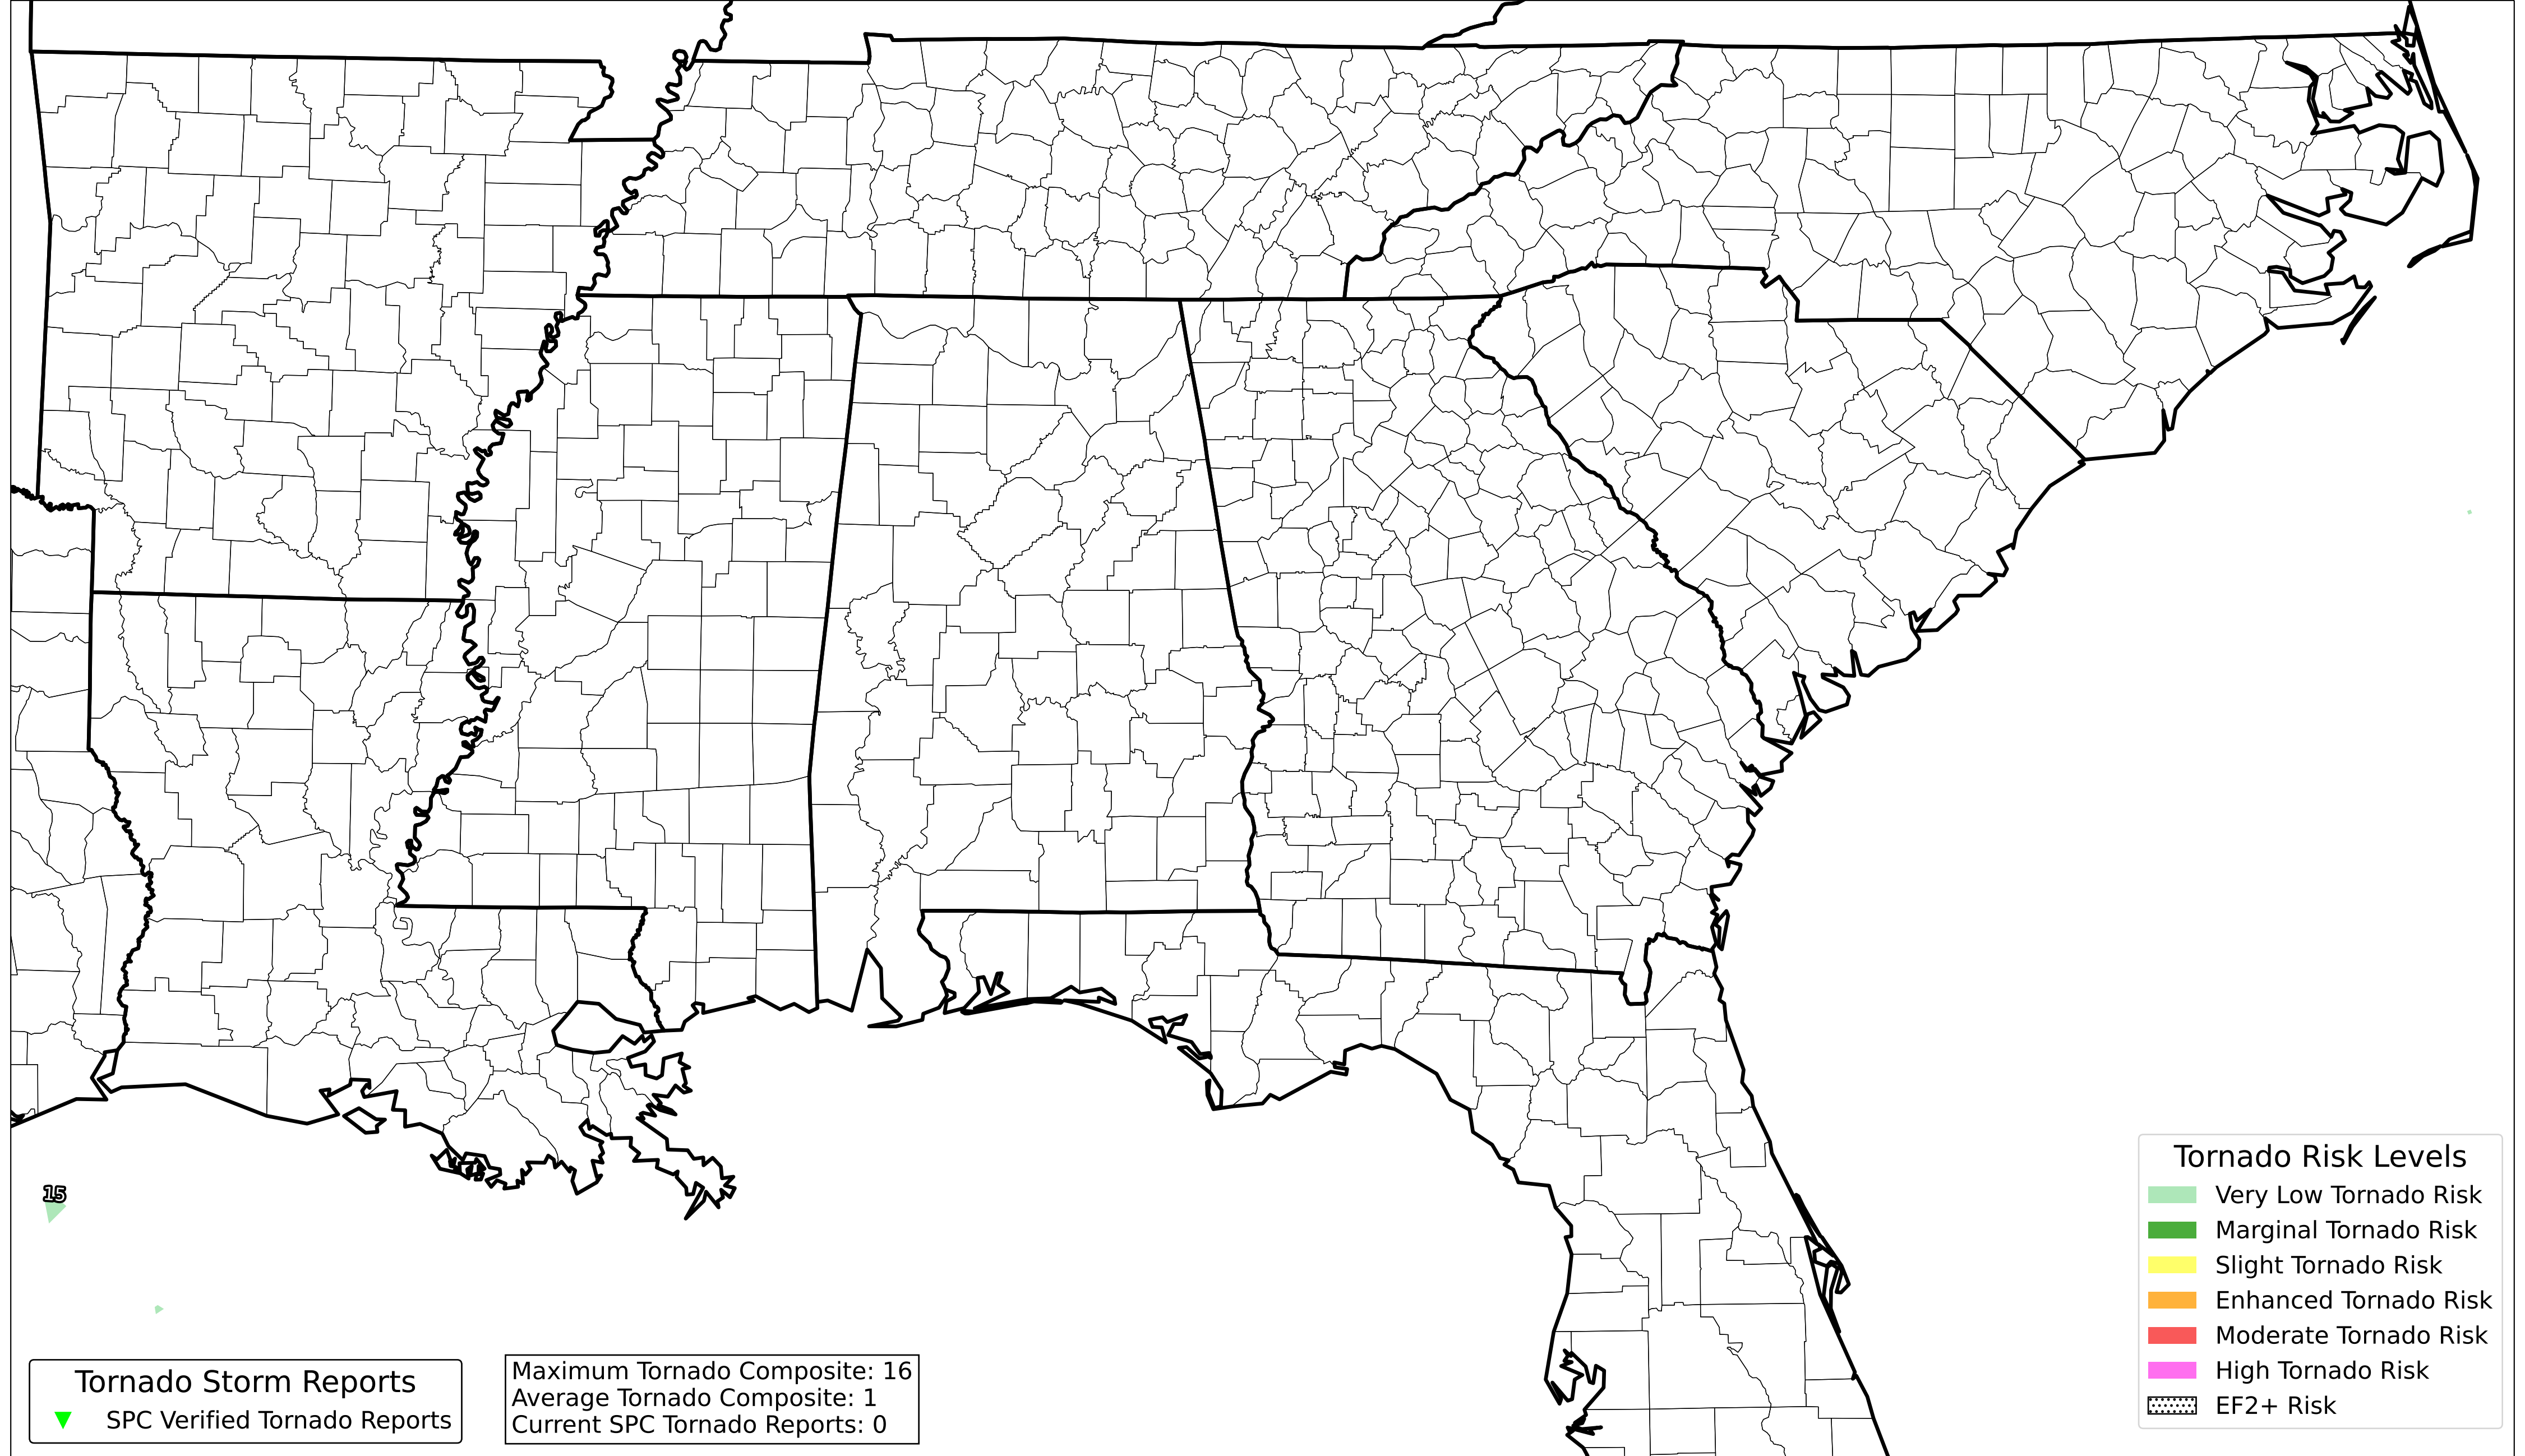 15
Tornado Risk Levels
Very Low Tornado Risk
Marginal Tornado Risk
Slight Tornado Risk
Enhanced Tornado Risk
Moderate Tornado Risk
High Tornado Risk
EF2+ Risk
Tornado Storm Reports
SPC Verified Tornado Reports
Maximum Tornado Composite: 16
Average Tornado Composite: 1
Current SPC Tornado Reports: 0